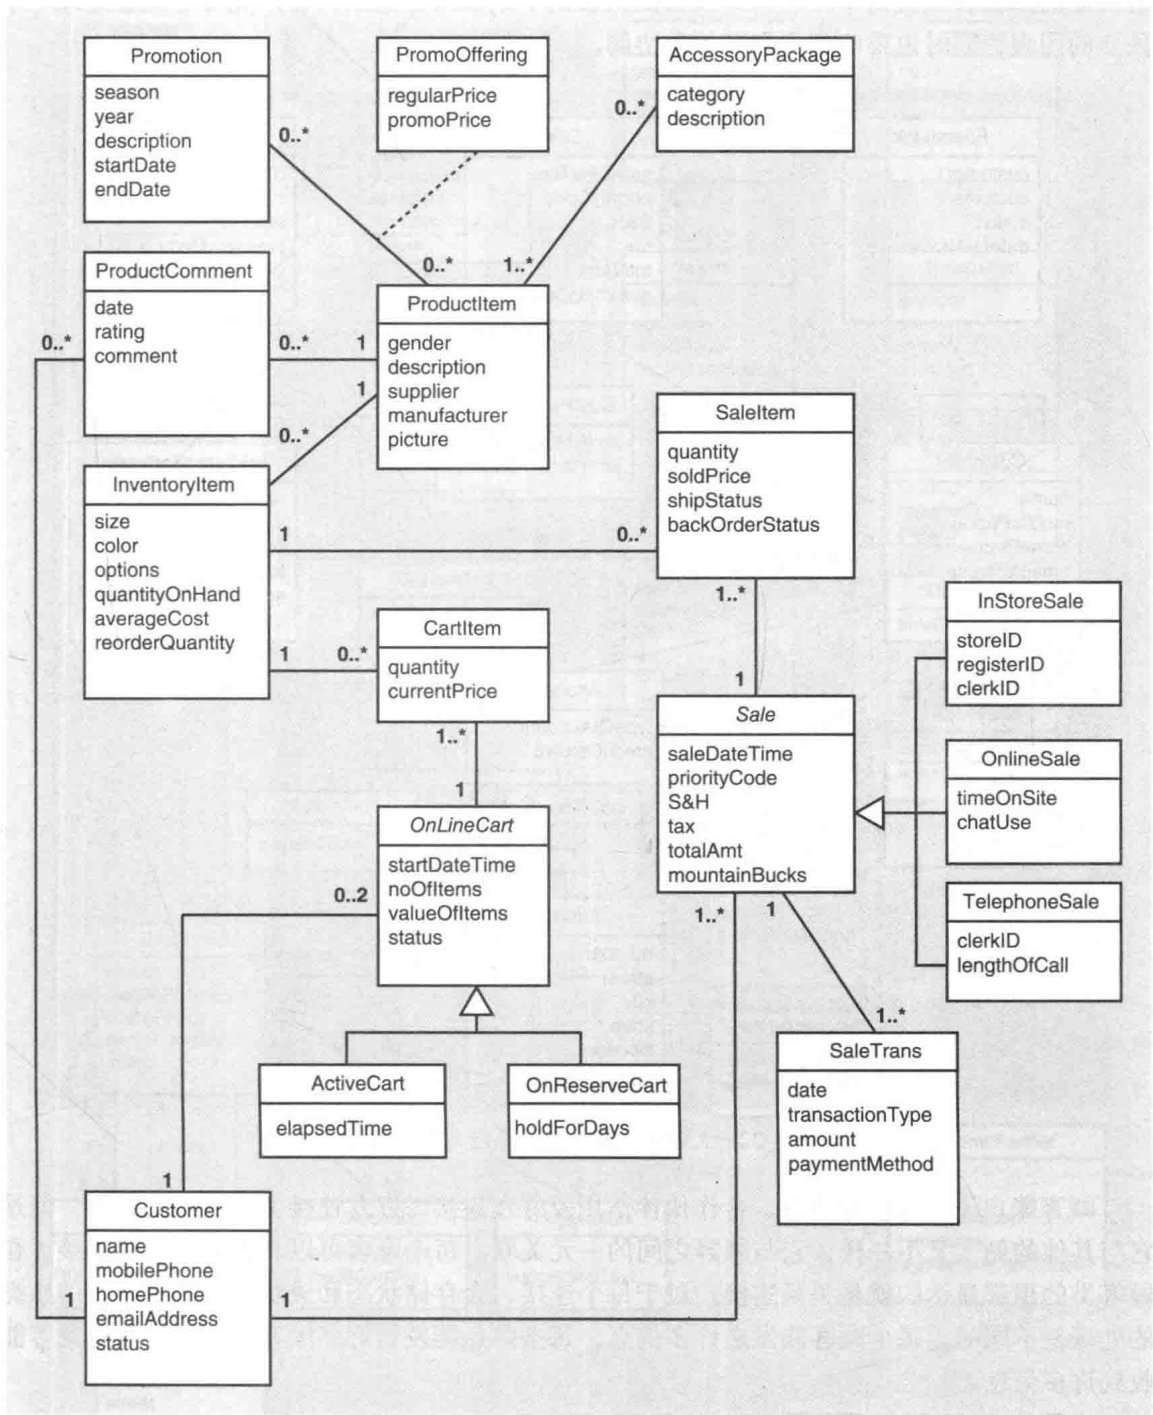 Promotion
season
year
description
startDate
endDate
PromoOffering
regularPrice
promoPrice
AccessoryPackage
category
description
0..*
0..*
0..*
1..*
ProductComment
date
rating
comment
ProductItem
gender
description
supplier
manufacturer
picture
0..*
0..*
1
1
0..*
InventoryItem
size
color
options
quantityOnHand
averageCost
reorderQuantity
SaleItem
quantity
soldPrice
shipStatus
backOrderStatus
1
0..*
1..*
1
CartItem
quantity
currentPrice
1
0..*
1..*
1
InStoreSale
storeID
registerID
clerkID
Sale
saleDateTime
priorityCode
S&H
tax
totalAmt
mountainBucks
OnlineSale
timeOnSite
chatUse
OnLineCart
startDateTime
noOfItems
valueOfItems
status
0..2
1..*
1
TelephoneSale
clerkID
lengthOfCall
1..*
SaleTrans
date
transactionType
amount
paymentMethod
ActiveCart
elapsedTime
OnReserveCart
holdForDays
1
Customer
name
mobilePhone
homePhone
emailAddress
status
1
1